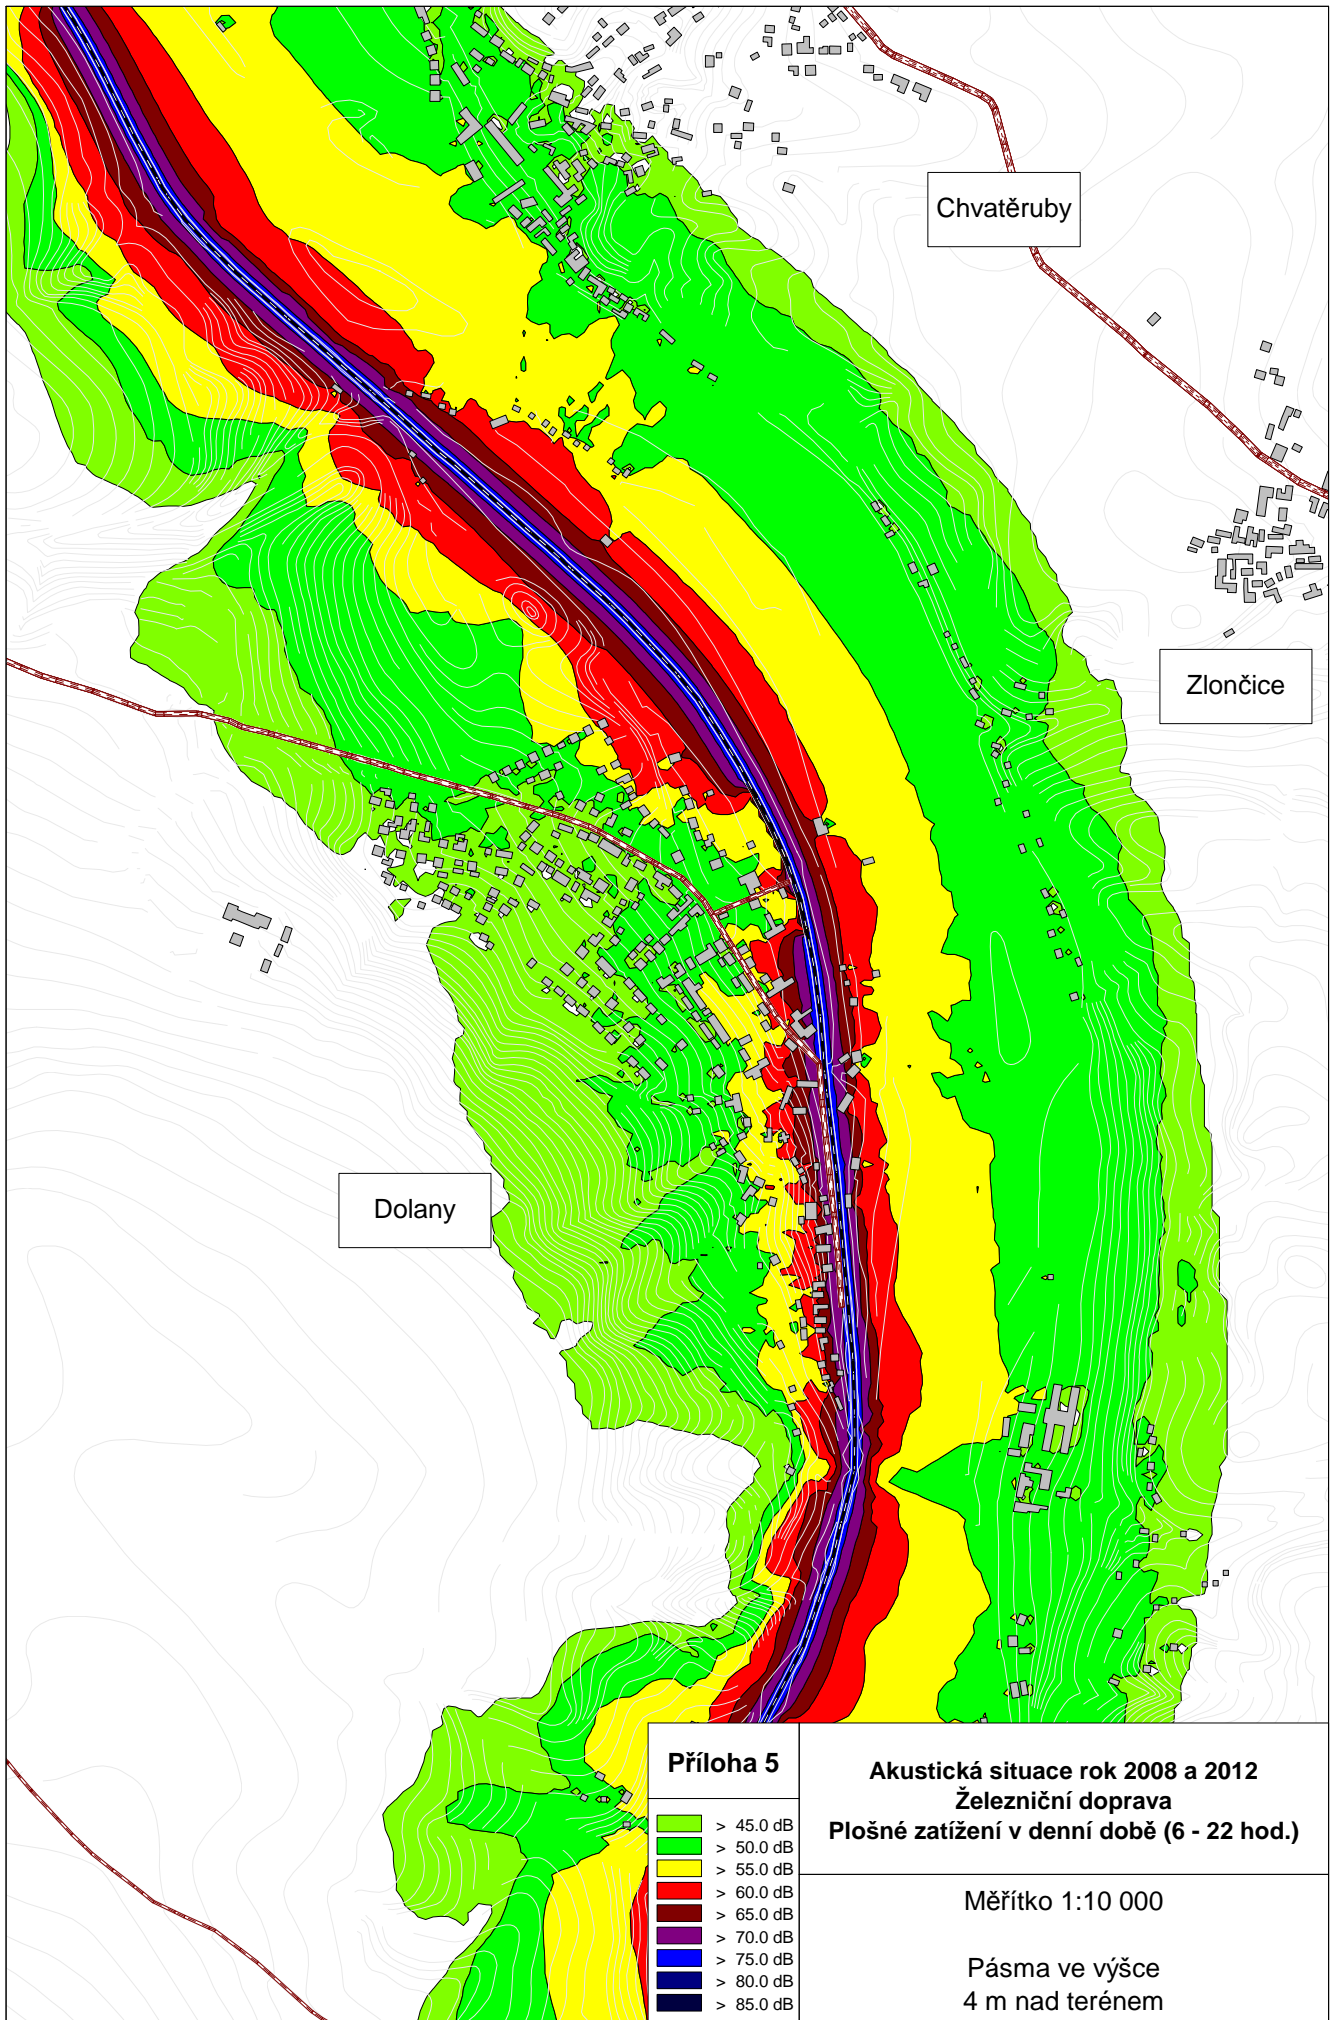 Chvatěruby
Zlončice
Dolany
Příloha 5
> 45.0 dB
> 50.0 dB
> 55.0 dB
> 60.0 dB
> 65.0 dB
> 70.0 dB
> 75.0 dB
> 80.0 dB
> 85.0 dB
Akustická situace rok 2008 a 2012
Železniční doprava
Plošné zatížení v denní době (6 - 22 hod.)
Měřítko 1:10 000
Pásma ve výšce
4 m nad terénem